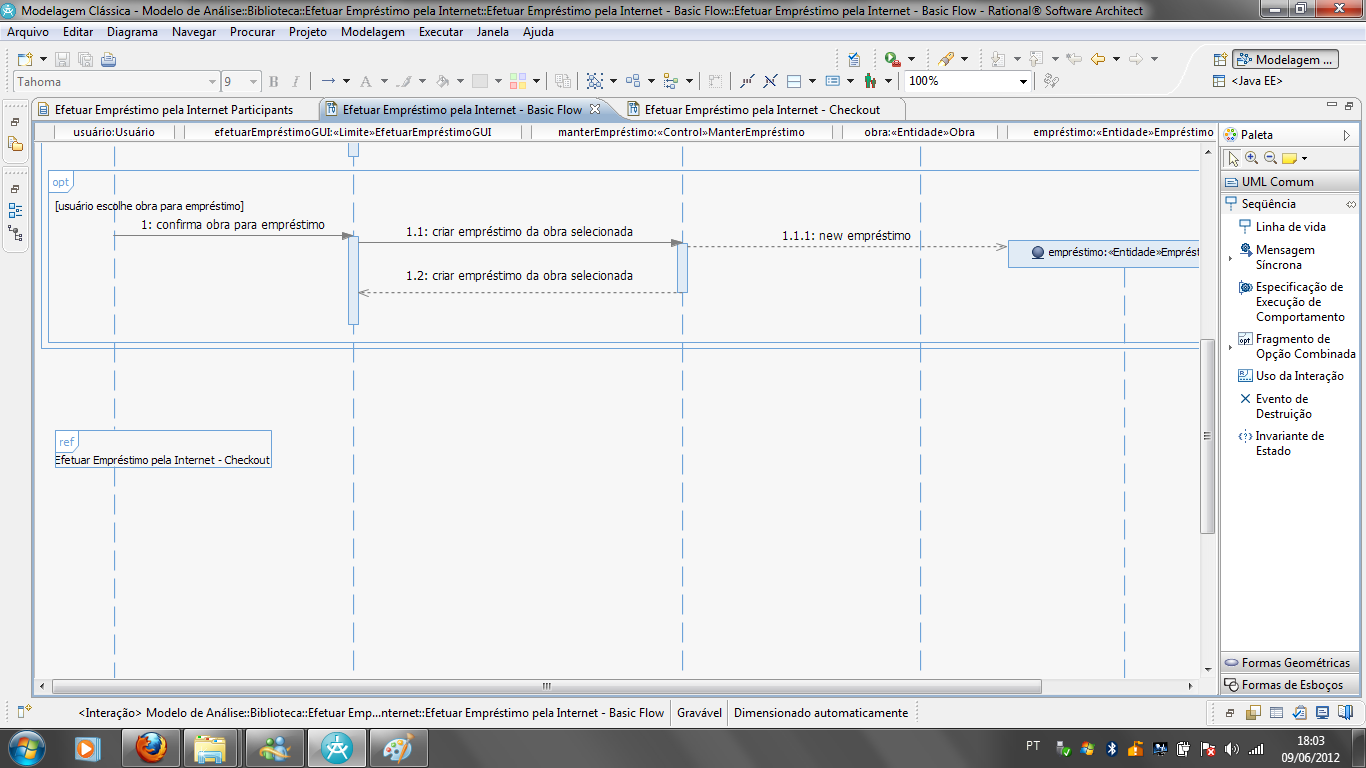 Modelagem Clássica - Modelo de Análise::Biblioteca::Efetuar Empréstimo pela Internet::Efetuar Empréstimo pela Internet - Basic Flow::Efetuar Empréstimo pela Internet - Basic Flow - Rational® Software Architect
Arquivo Editar Diagrama Navegar Procurar Projeto Modelagem Executar Janela Ajuda
Modelagem ...
Tahoma 9 B I A 100% <Java EE>
Efetuar Empréstimo pela Internet Participants Efetuar Empréstimo pela Internet - Basic Flow Efetuar Empréstimo pela Internet - Checkout
usuário:Usuário efetuarEmpréstimoGUI:«Limite»EfetuarEmpréstimoGUI manterEmpréstimo:«Control»ManterEmpréstimo obra:«Entidade»Obra empréstimo:«Entidade»Empréstimo
opt
[usuário escolhe obra para empréstimo]
1: confirma obra para empréstimo
1.1: criar empréstimo da obra selecionada
1.1.1: new empréstimo
empréstimo:«Entidade»Emprést
1.2: criar empréstimo da obra selecionada
ref
Efetuar Empréstimo pela Internet - Checkout
Paleta
UML Comum
Seqüência
Linha de vida
Mensagem
Síncrona
Especificação de
Execução de
Comportamento
opt
Fragmento de
Opção Combinada
Uso da Interação
Evento de
Destruição
Invariante de
Estado
Formas Geométricas
Formas de Esboços
<Interação> Modelo de Análise::Biblioteca::Efetuar Emp...nternet::Efetuar Empréstimo pela Internet - Basic Flow Gravável Dimensionado automaticamente
PT
18:03
09/06/2012